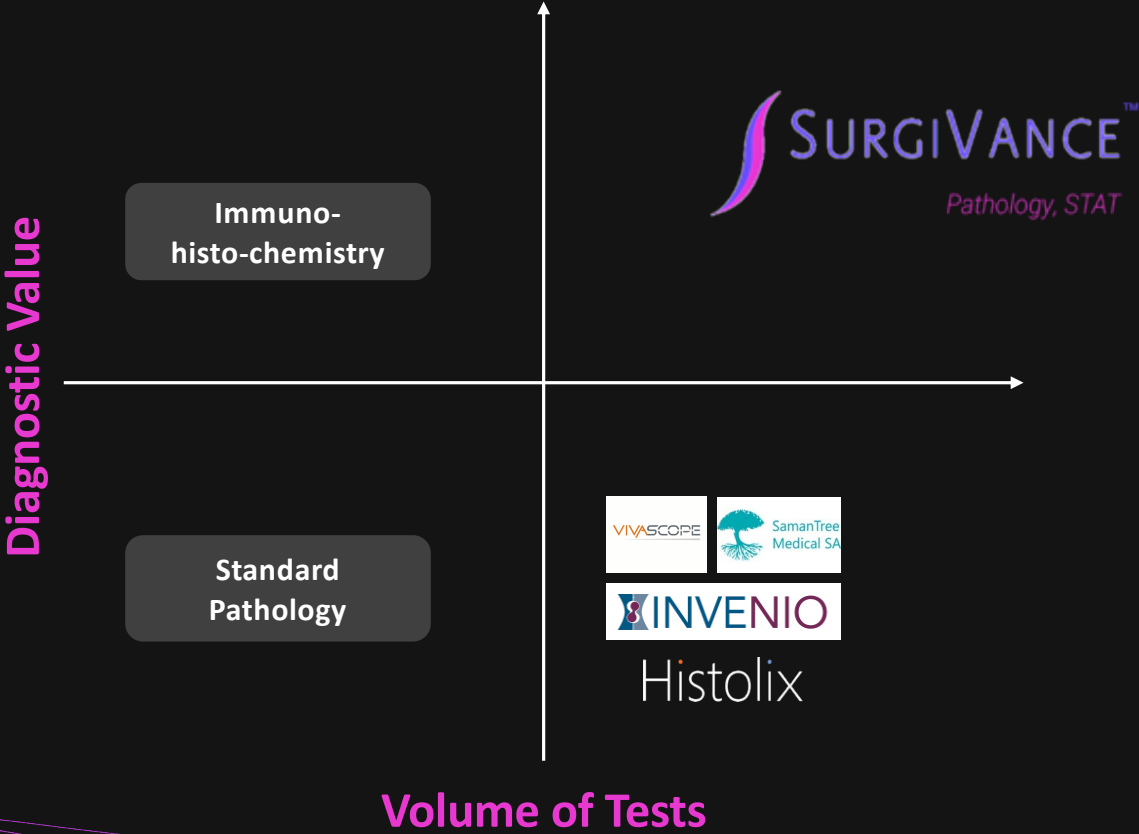 SURGIVANCE™
Pathology, STAT
Immuno-
histo-chemistry
Diagnostic Value
VIVASCOPE
SamanTree
Medical SA
Standard
Pathology
INVENIO
Histolix
Volume of Tests